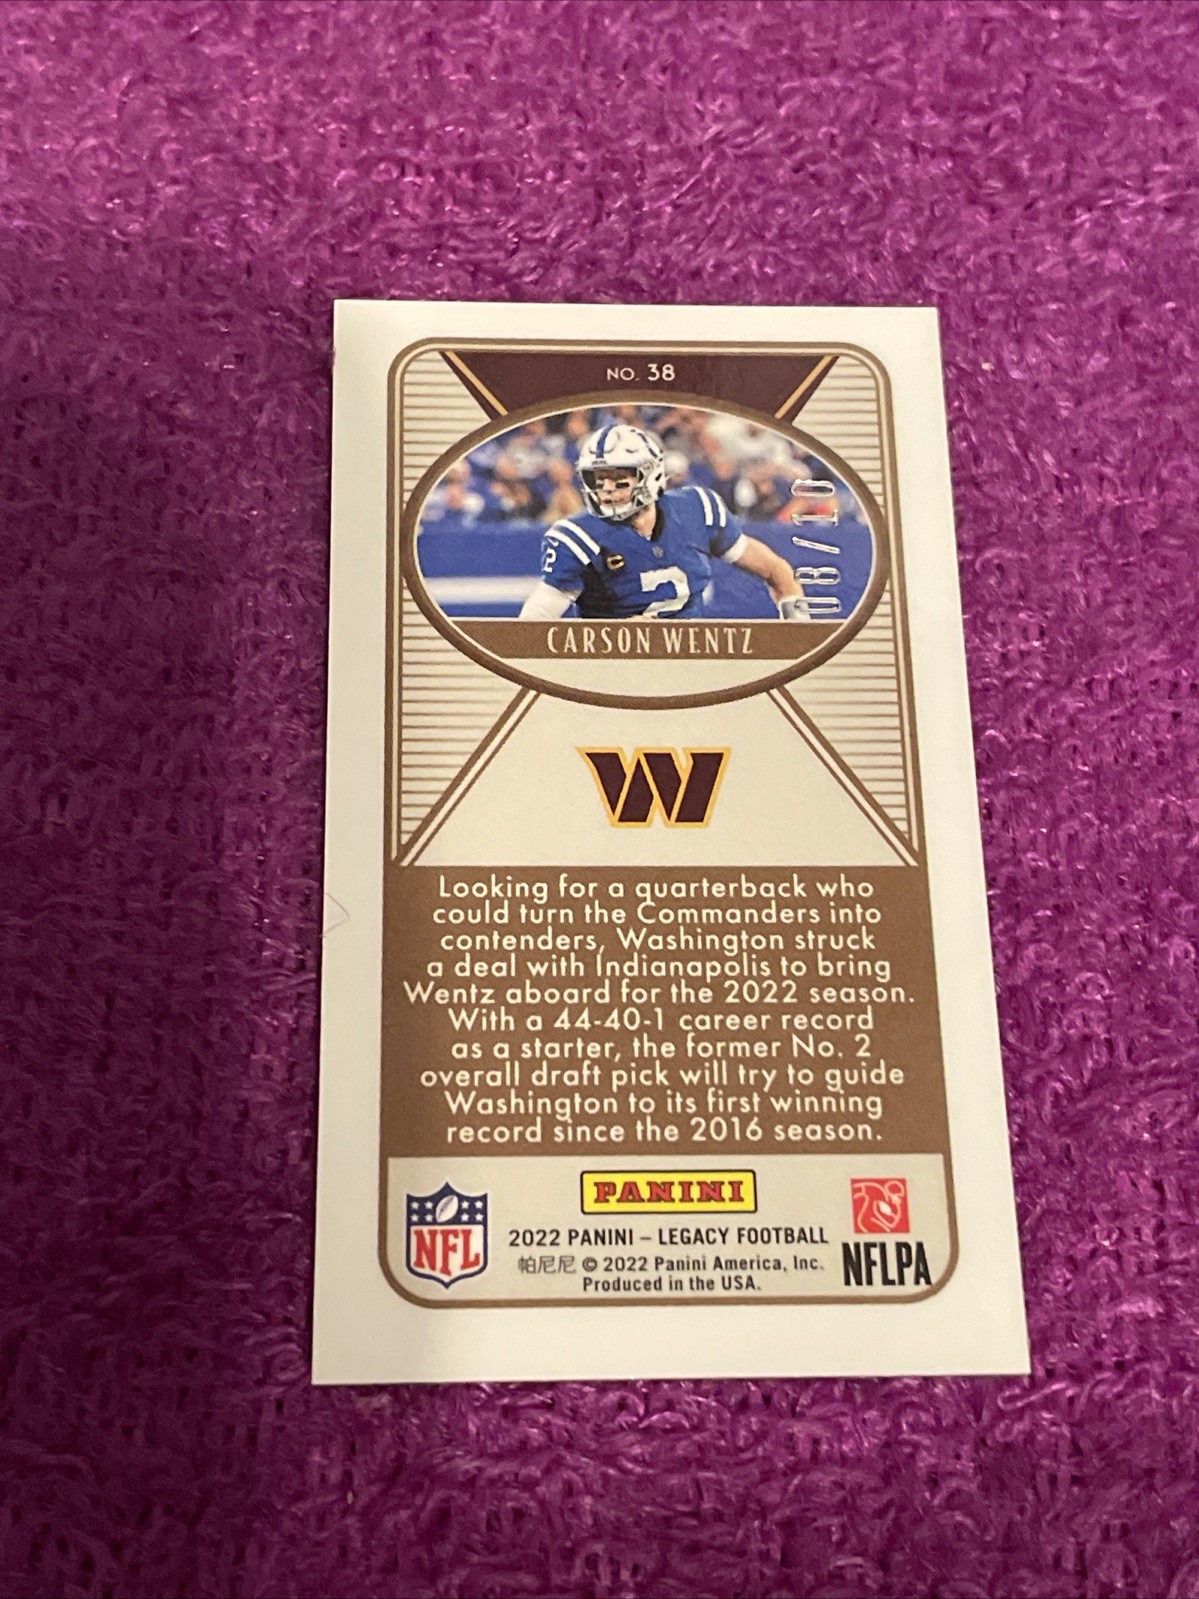 NO. 38
2
2
08/10
CARSON WENTZ
W
Looking for a quarterback who
could turn the Commanders into
contenders, Washington struck
a deal with Indianapolis to bring
Wentz aboard for the 2022 season.
With a 44-40-1 career record
as a starter, the former No. 2
overall draft pick will try to guide
Washington to its first winning
record since the 2016 season.
PANINI
NFL
2022 PANINI – LEGACY FOOTBALL
帕尼尼 © 2022 Panini America, Inc.
Produced in the USA.
NFLPA